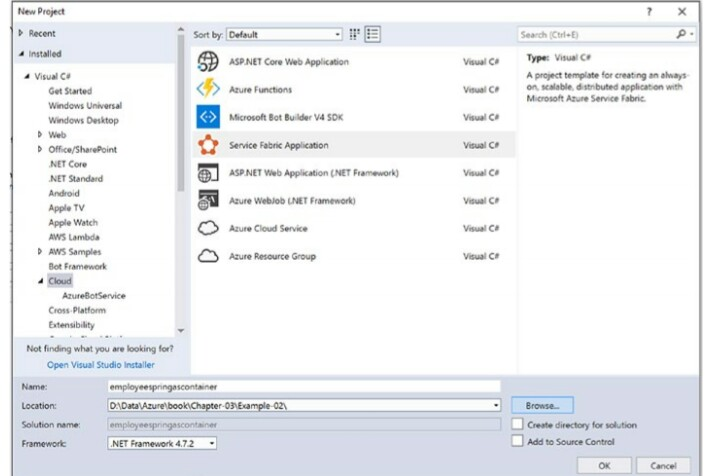 New Project
? X
Recent
Installed
Visual C#
Get Started
Windows Universal
Windows Desktop
Web
Office/SharePoint
.NET Core
.NET Standard
Android
Apple TV
Apple Watch
AWS Lambda
AWS Samples
Bot Framework
Cloud
AzureBotService
Cross-Platform
Extensibility
Not finding what you are looking for?
Open Visual Studio Installer
Sort by: Default
ASP.NET Core Web Application Visual C#
Azure Functions Visual C#
Microsoft Bot Builder V4 SDK Visual C#
Service Fabric Application Visual C#
ASP.NET Web Application (.NET Framework) Visual C#
Azure WebJob (.NET Framework) Visual C#
Azure Cloud Service Visual C#
Azure Resource Group Visual C#
Search (Ctrl+E)
Type: Visual C#
A project template for creating an always-
on, scalable, distributed application with
Microsoft Azure Service Fabric.
Name: employeespringascontainer
Location: D:\Data\Azure\book\Chapter-03\Example-02\
Browse...
Solution name: employeespringascontainer
Create directory for solution
Framework: .NET Framework 4.7.2
Add to Source Control
OK Cancel